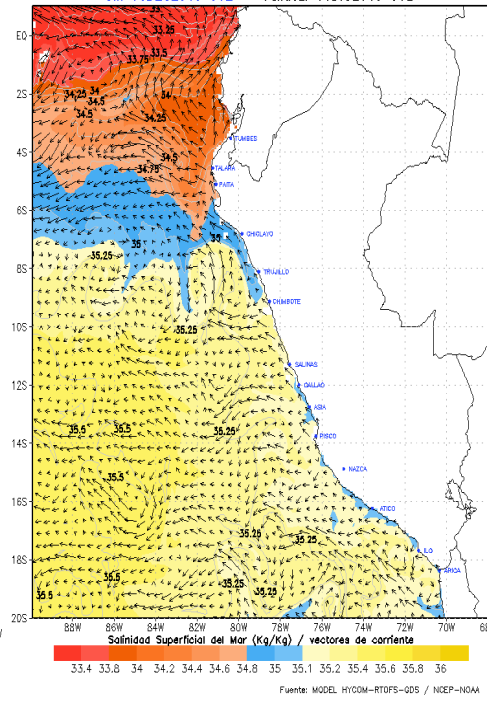 33
EQ
33.25
33.5
33.75
34.25
34
2S
34.5
34.5
34.25
TUMBES
4S
34.5
34.75
TALARA
34.75
PAITA
6S
35
35
CHICLAYO
35.25
8S
TRUJILLO
CHIMBOTE
10S
35.25
SALINAS
12S
CALLAO
ASIA
35.5
35.5
35.25
PISCO
14S
35.5
NAZCA
16S
ATICO
35.25
35.25
ILO
18S
35.5
35.25
ARICA
35.25
35.5
20S
88W 86W 84W 82W 80W 78W 76W 74W 72W 70W
Salinidad Superficial del Mar (Kg/Kg) / vectores de corriente
33.4 33.8 34 34.2 34.4 34.6 34.8 35 35.1 35.2 35.4 35.6 35.8 36
Fuente: MODEL HYCOM-RTOFS-GDS / NCEP-NOAA